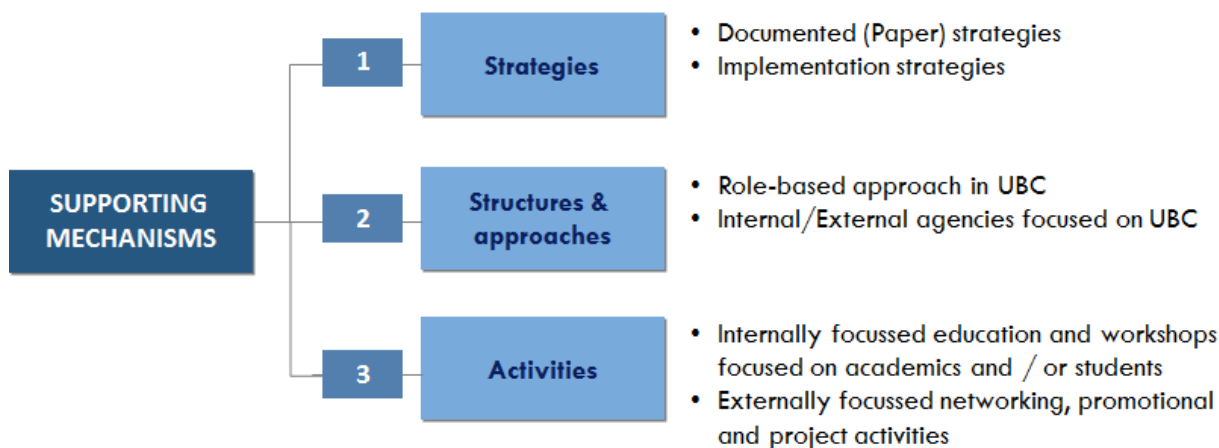 SUPPORTING
MECHANISMS
1
Strategies
• Documented (Paper) strategies
• Implementation strategies
2
Structures &
approaches
• Role-based approach in UBC
• Internal/External agencies focused on UBC
3
Activities
• Internally focussed education and workshops
focused on academics and / or students
• Externally focussed networking, promotional
and project activities